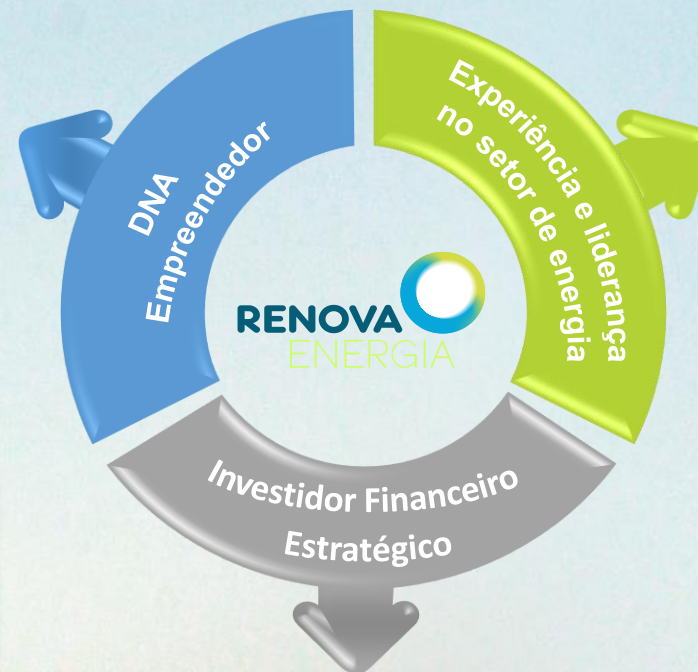 DNA
Empreendedor
Experiência e liderança
no setor de energia
RENOVA
ENERGIA
Investidor Financeiro
Estratégico